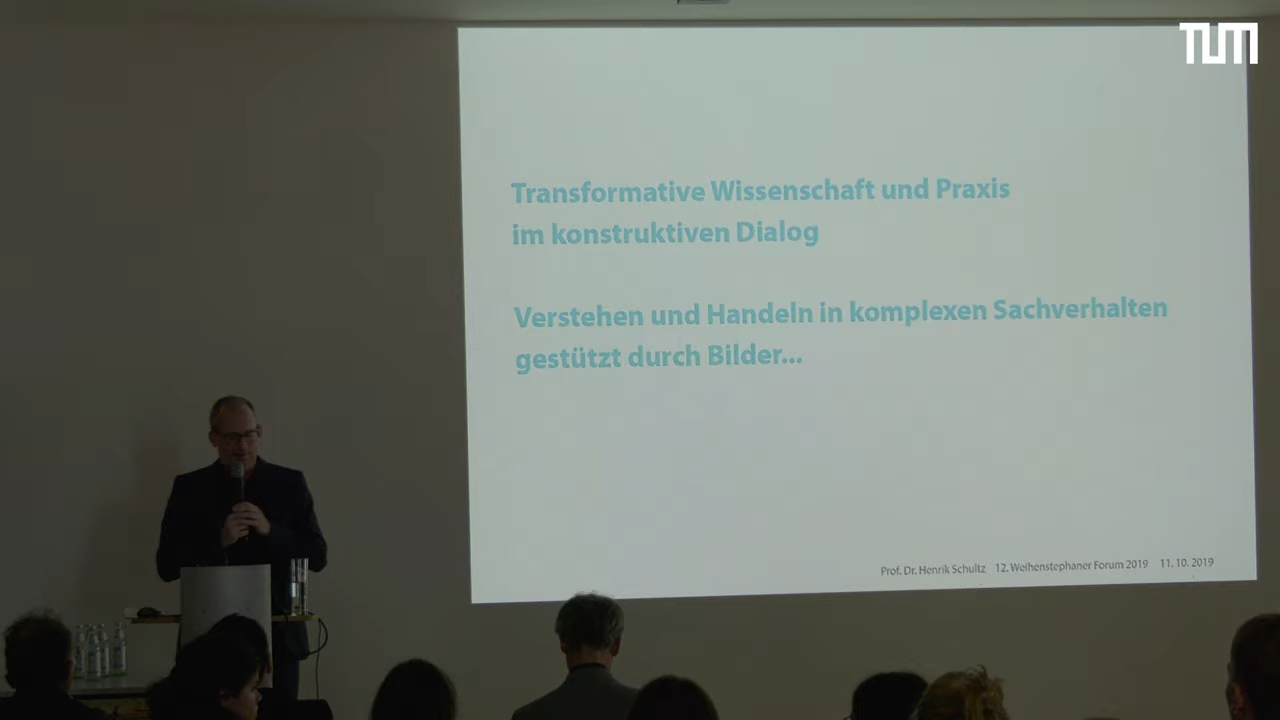 TUM
Transformative Wissenschaft und Praxis
im konstruktiven Dialog
Verstehen und Handeln in komplexen Sachverhalten
gestützt durch Bilder...
Prof. Dr. Henrik Schultz 12. Weihenstephaner Forum 2019 11. 10. 2019